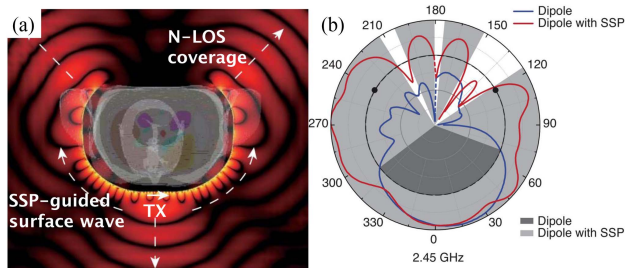 (a)
N-LOS
coverage
SSP-guided
surface wave
TX
(b)
Dipole
Dipole with SSP
180
210
150
240
120
270
90
300
60
330
30
0
Dipole
Dipole with SSP
2.45 GHz